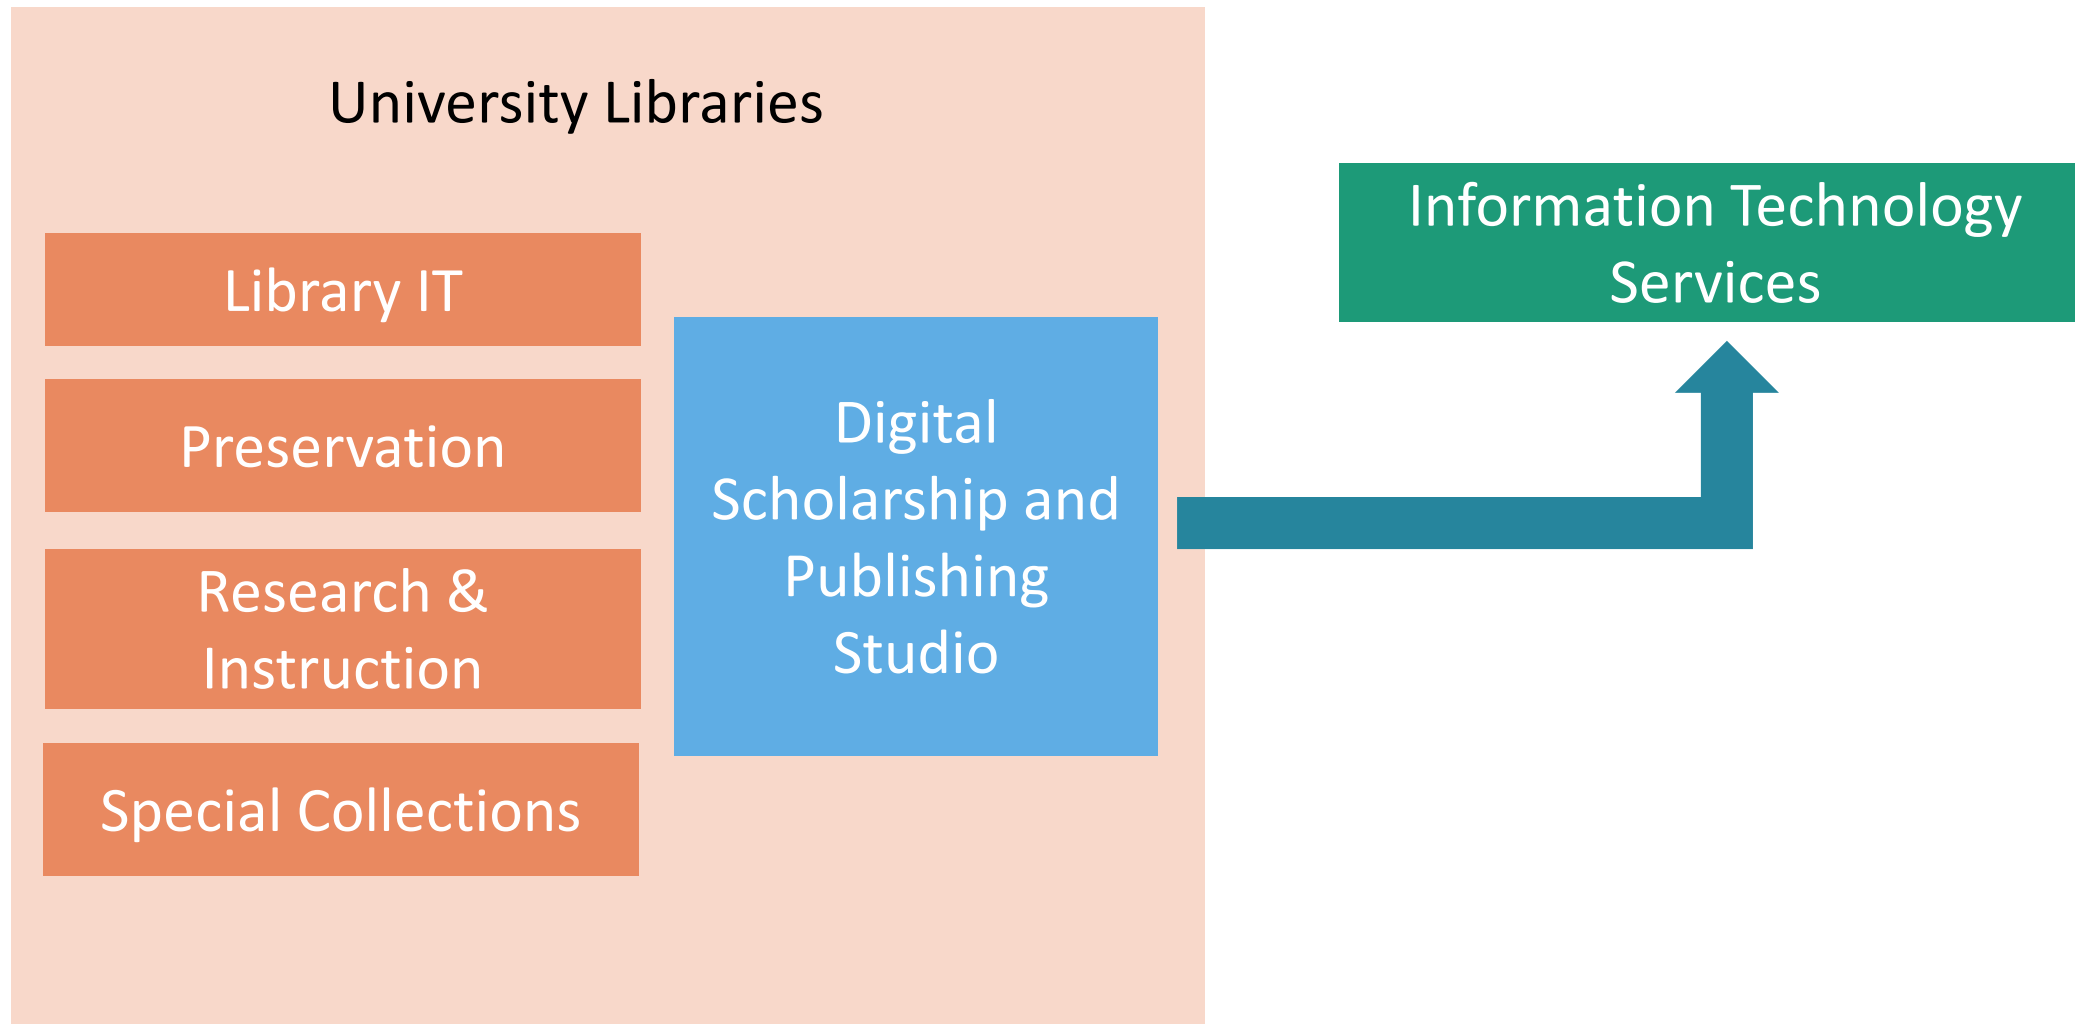 University Libraries
Library IT
Preservation
Research &
Instruction
Special Collections
Digital
Scholarship and
Publishing
Studio
Information Technology
Services